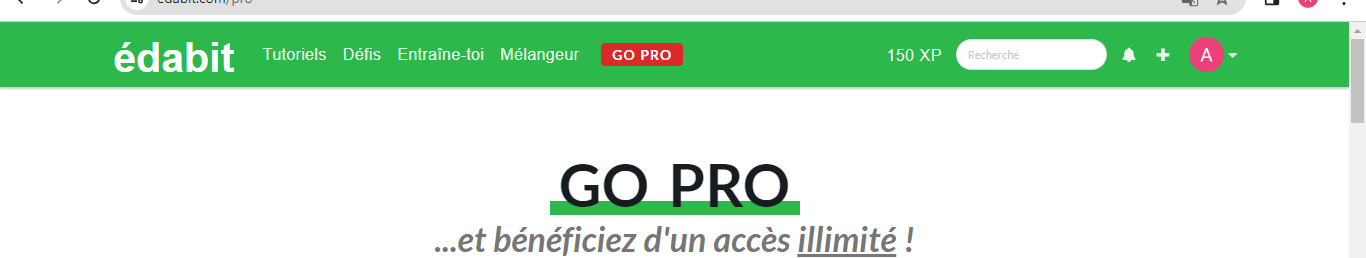 edabit.com/pro
édabit Tutoriels Défis Entraîne-toi Mélangeur GO PRO 150 XP Recherche A
GO PRO
...et bénéficiez d'un accès illimité !